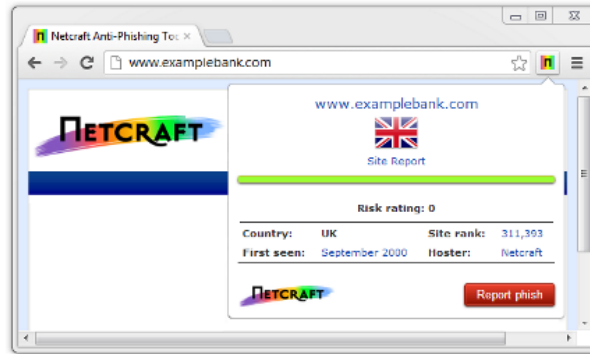 Netcraft Anti-Phishing Too
www.examplebank.com
NETCRAFT
www.examplebank.com
Site Report
Risk rating: 0
Country: UK Site rank: 311,393
First seen: September 2000 Hoster: Netcraft
NETCRAFT
Report phish